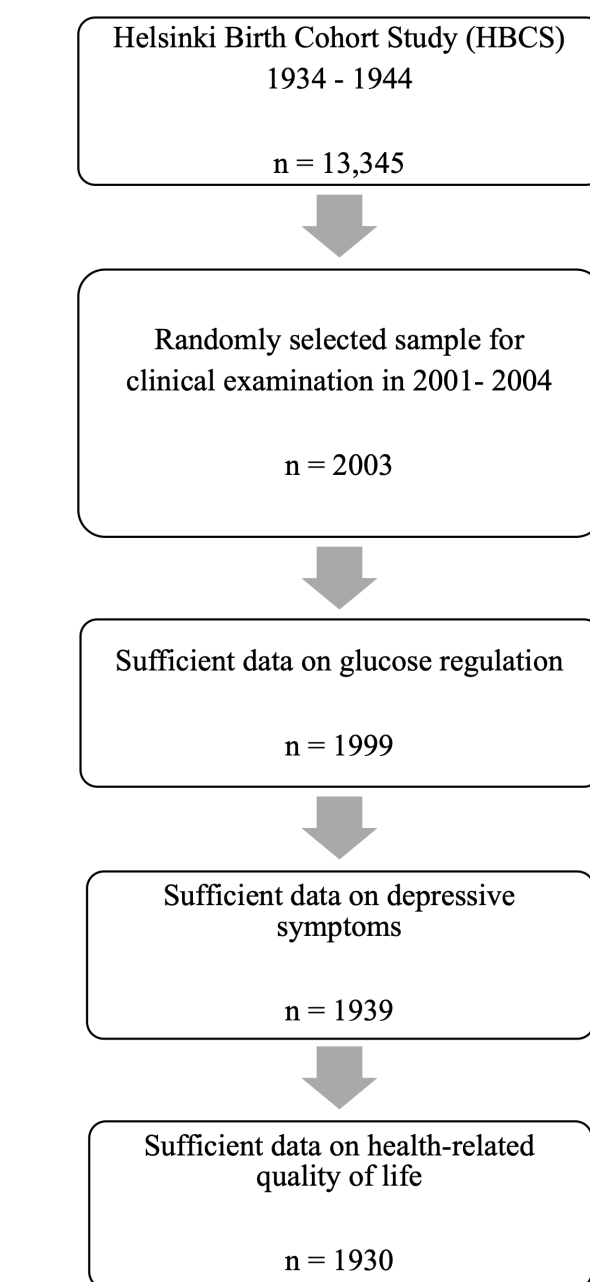 Helsinki Birth Cohort Study (HBCS)
1934 - 1944
n = 13,345
Randomly selected sample for
clinical examination in 2001- 2004
n = 2003
Sufficient data on glucose regulation
n = 1999
Sufficient data on depressive
symptoms
n = 1939
Sufficient data on health-related
quality of life
n = 1930